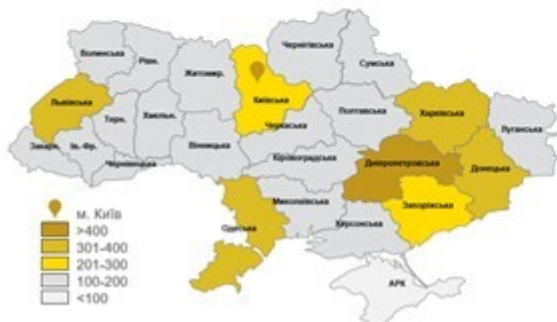 Чернігівська
Волинська
Рівн.
Сумська
Житомир.
Львівська
Київська
Харківська
Полтавська
Терн.
Хмельн.
Черкаська
Луганська
Закарп.
Ів. Фр.
Вінницька
Чернівецька
Кіровоградська
Дніпропетровська
Донецька
Миколаївська
Запорізька
Одеська
Херсонська
АРК
м. Київ
>400
301-400
201-300
100-200
<100